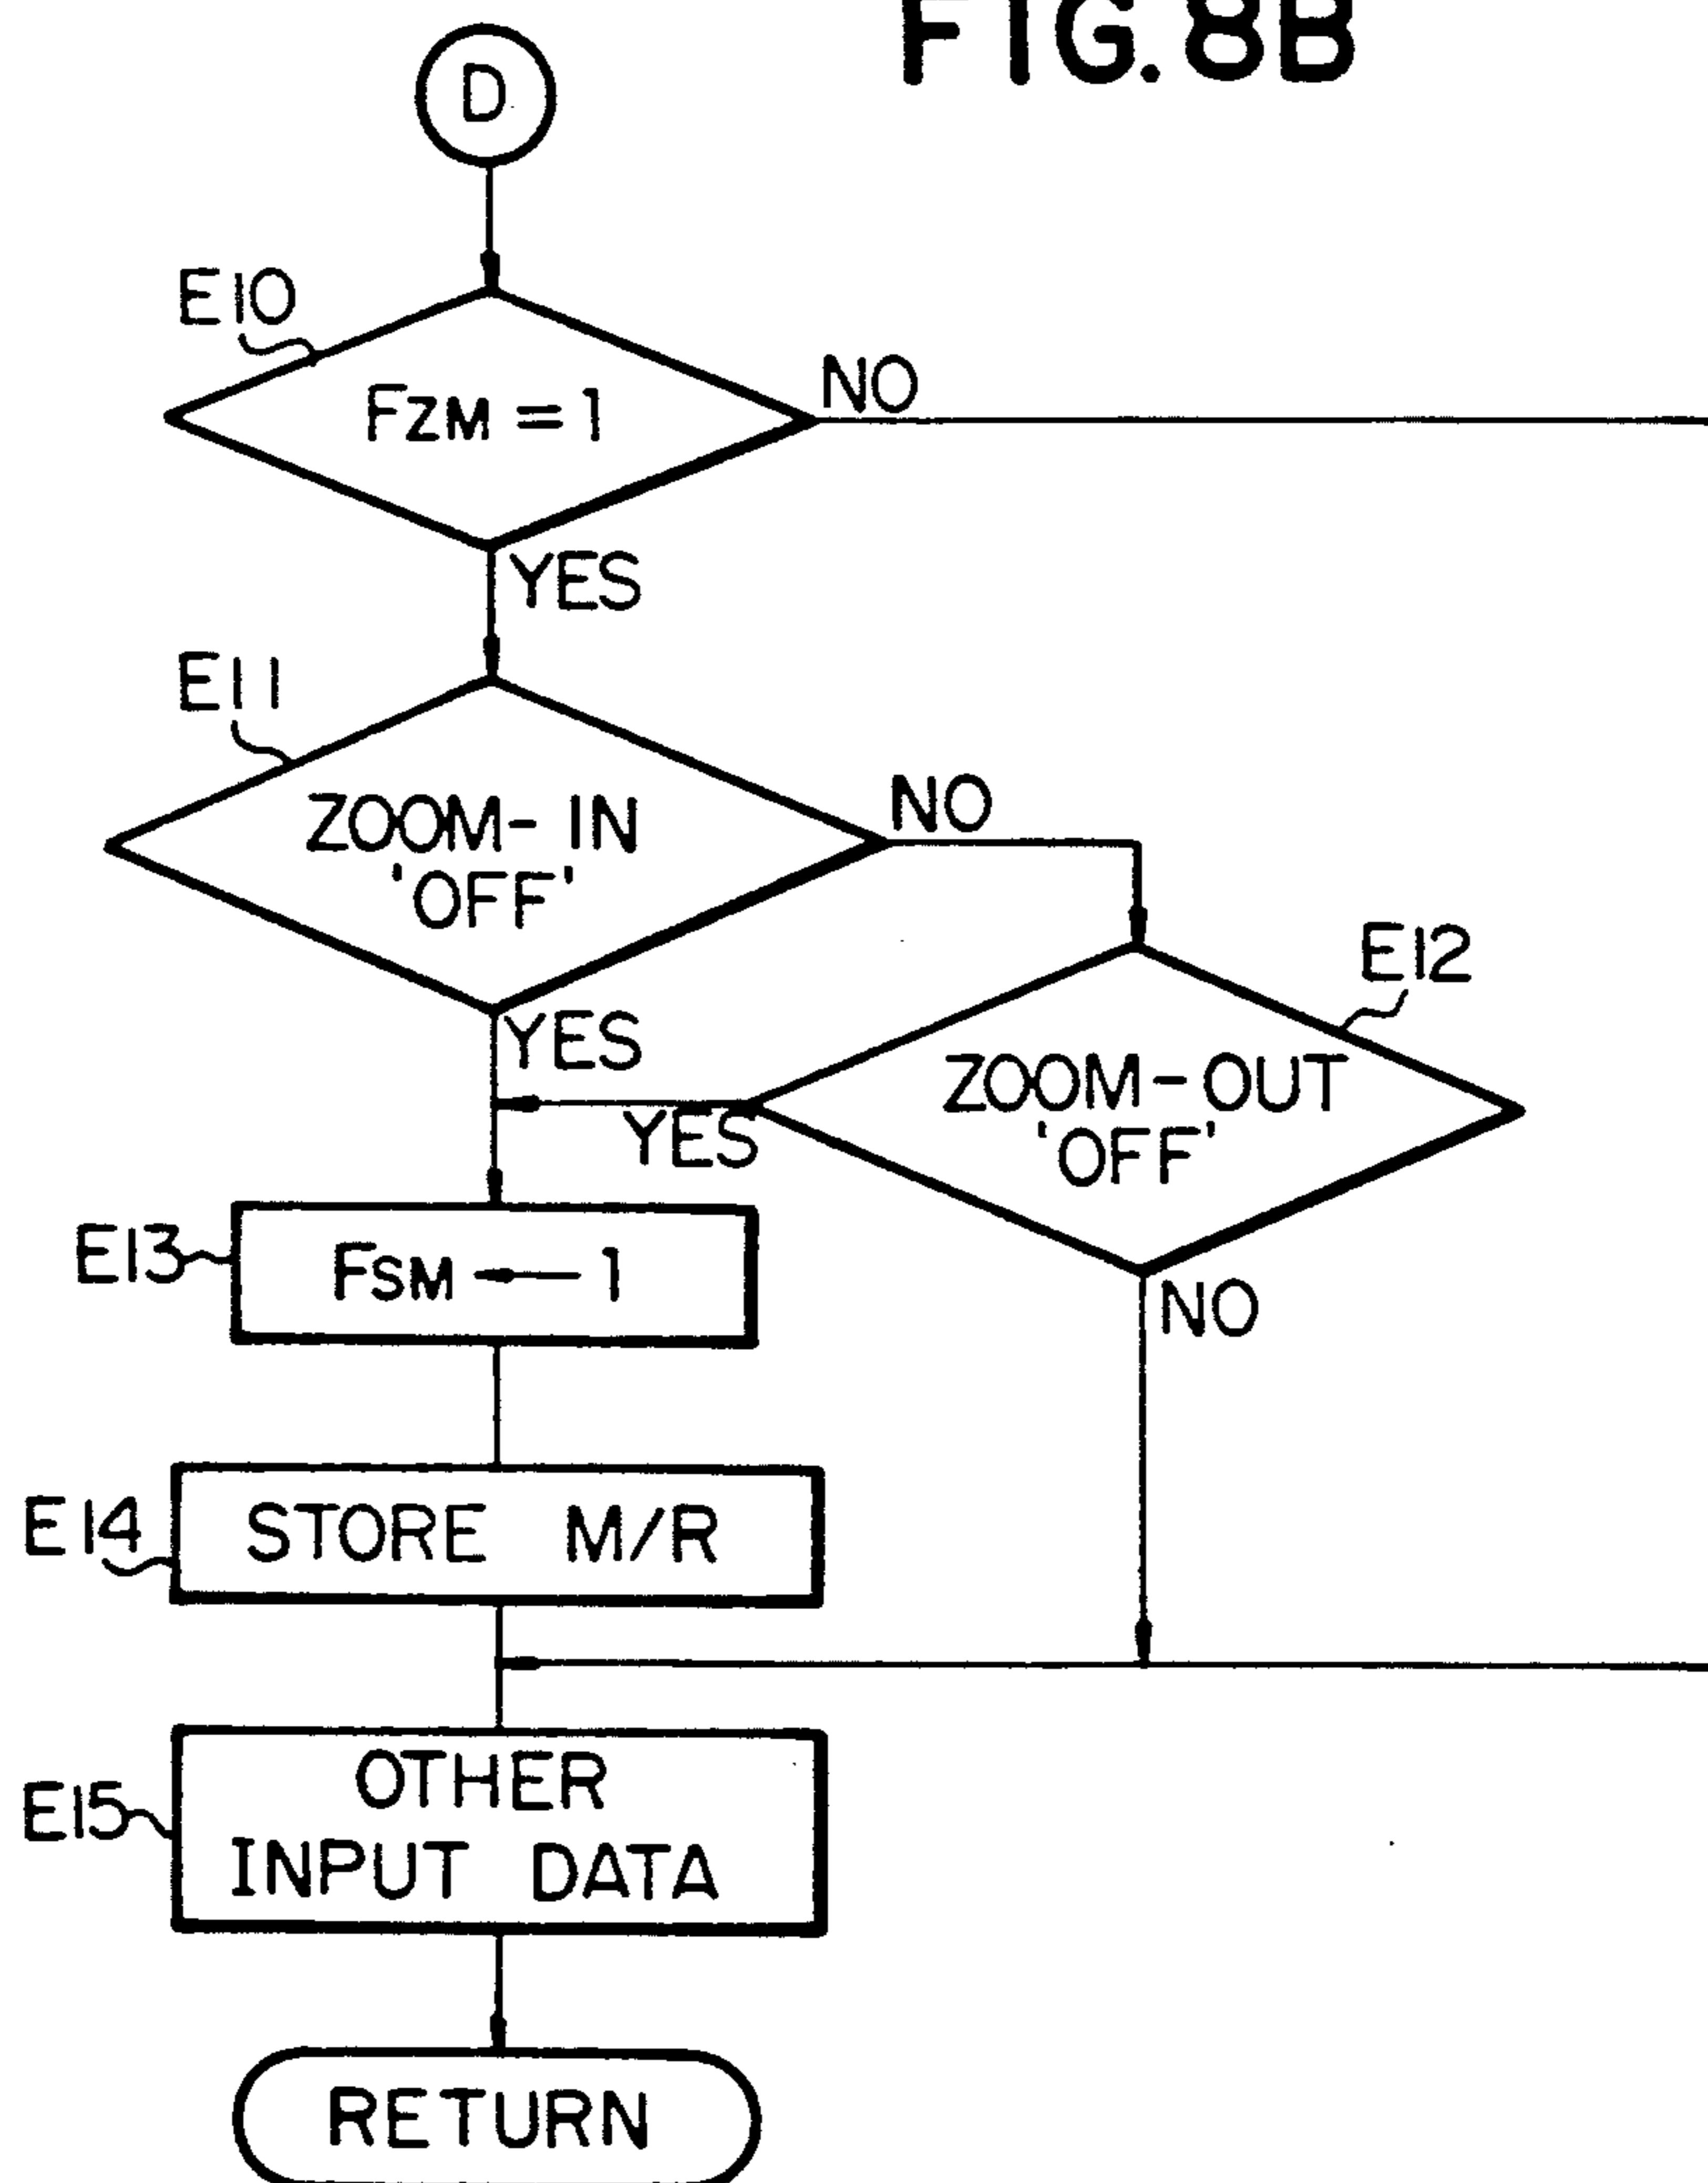 FIG. 8B
D
E10
FZM = 1
NO
YES
E11
ZOOM-IN
'OFF'
NO
YES
E12
ZOOM-OUT
'OFF'
YES
NO
E13
FSM ← 1
E14
STORE M/R
E15
OTHER
INPUT DATA
RETURN